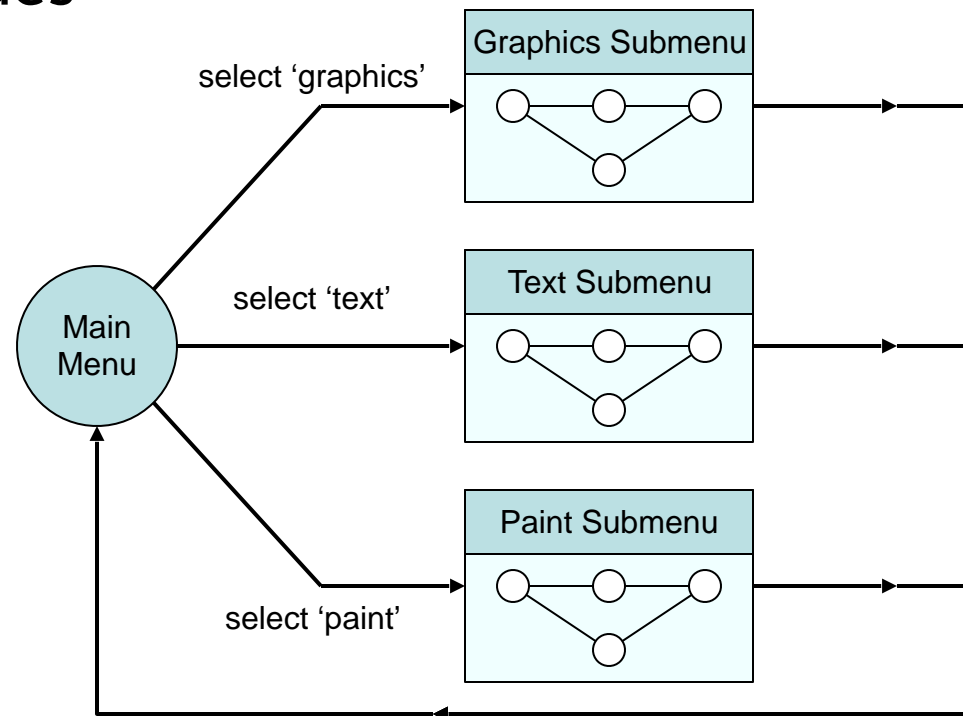 Graphics Submenu
select ‘graphics’
Text Submenu
select ‘text’
Main
Menu
Paint Submenu
select ‘paint’